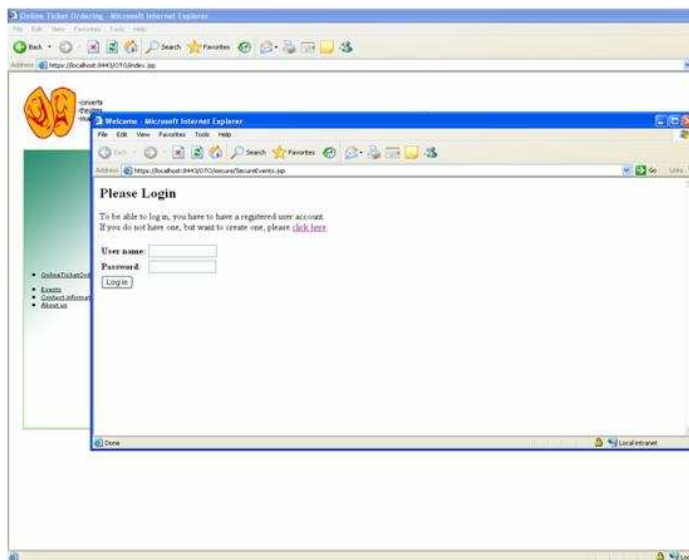 Online Ticket Ordering - Microsoft Internet Explorer
File Edit View Favorites Tools Help
Back Search Favorites
Address https://localhost:8443/OTO/index.jsp
-concerts
Welcome - Microsoft Internet Explorer
File Edit View Favorites Tools Help
Back Search Favorites
Address https://localhost:8443/OTO/secure/SecureEvents.jsp Go Links
Please Login
To be able to log in, you have to have a registered user account.
If you do not have one, but want to create one, please click here
User name:
Password:
Log in
Events
Contact informat
About us
Done Local intranet